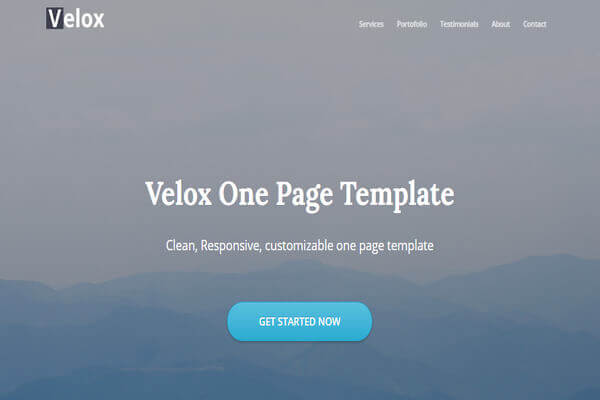 Velox
Services Portofolio Testimonials About Contact
Velox One Page Template
Clean, Responsive, customizable one page template
GET STARTED NOW